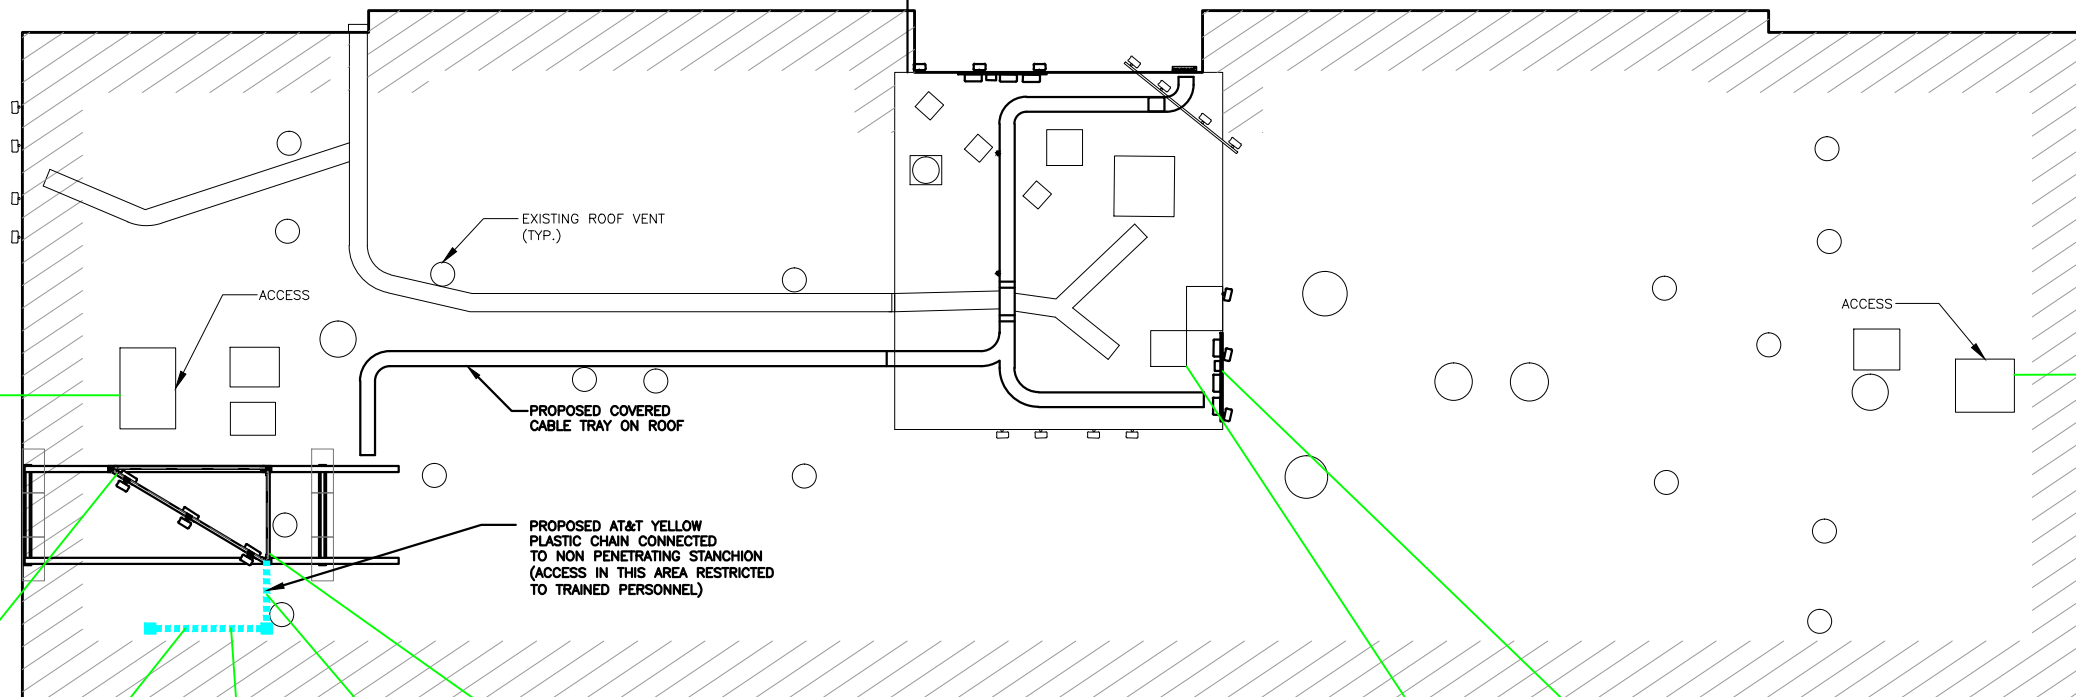 EXISTING ROOF VENT
(TYP.)
ACCESS
ACCESS
PROPOSED COVERED
CABLE TRAY ON ROOF
PROPOSED AT&T YELLOW
PLASTIC CHAIN CONNECTED
TO NON PENETRATING STANCHION
(ACCESS IN THIS AREA RESTRICTED
TO TRAINED PERSONNEL)